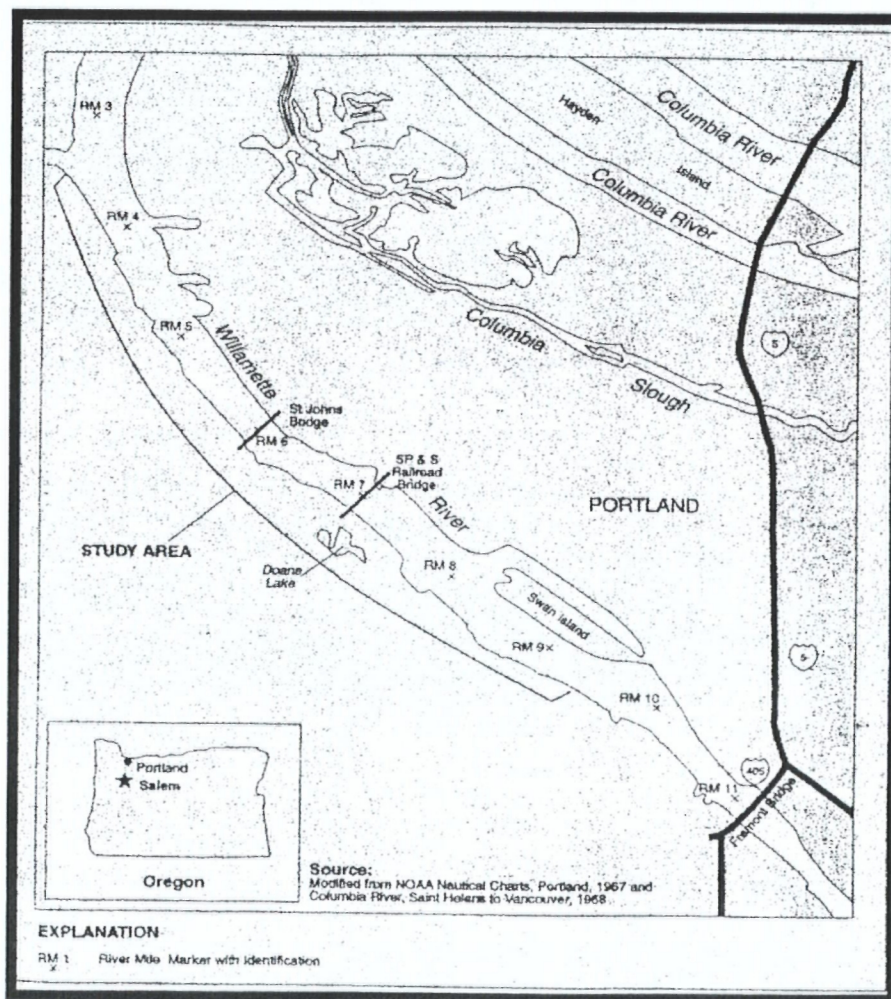 RM 3
Hayden
Island
Columbia River
Columbia River
RM 4
RM 5
Willamette
River
Columbia
Slough
5
St Johns
Bridge
RM 6
SP & S
Railroad
Bridge
RM 7
PORTLAND
STUDY AREA
Doane
Lake
RM 8
Swan Island
RM 9
5
RM 10
405
RM 11
Fremont Bridge
Portland
Salem
Oregon
Source:
Modified from NOAA Nautical Charts, Portland, 1967 and
Columbia River, Saint Helens to Vancouver, 1968
EXPLANATION
RM 1 River Mile Marker with Identification